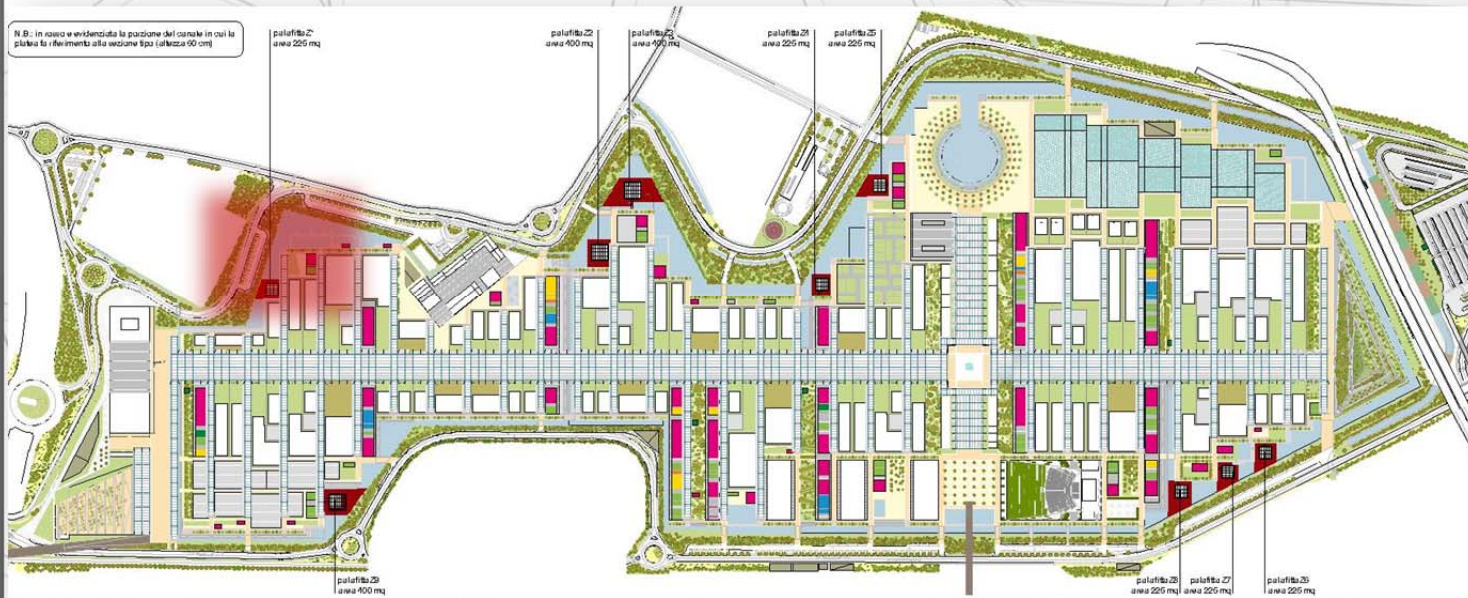 N.B.: in rosso e evidenziata la porzione del canale in cui la
platea fa riferimento alla sezione tipo (altezza 60 cm)
palafitta Z1
area 225 mq
palafitta Z2
area 400 mq
palafitta Z3
area 400 mq
palafitta Z4
area 225 mq
palafitta Z5
area 225 mq
palafitta Z9
area 400 mq
palafitta Z8
area 225 mq
palafitta Z7
area 225 mq
palafitta Z6
area 225 mq